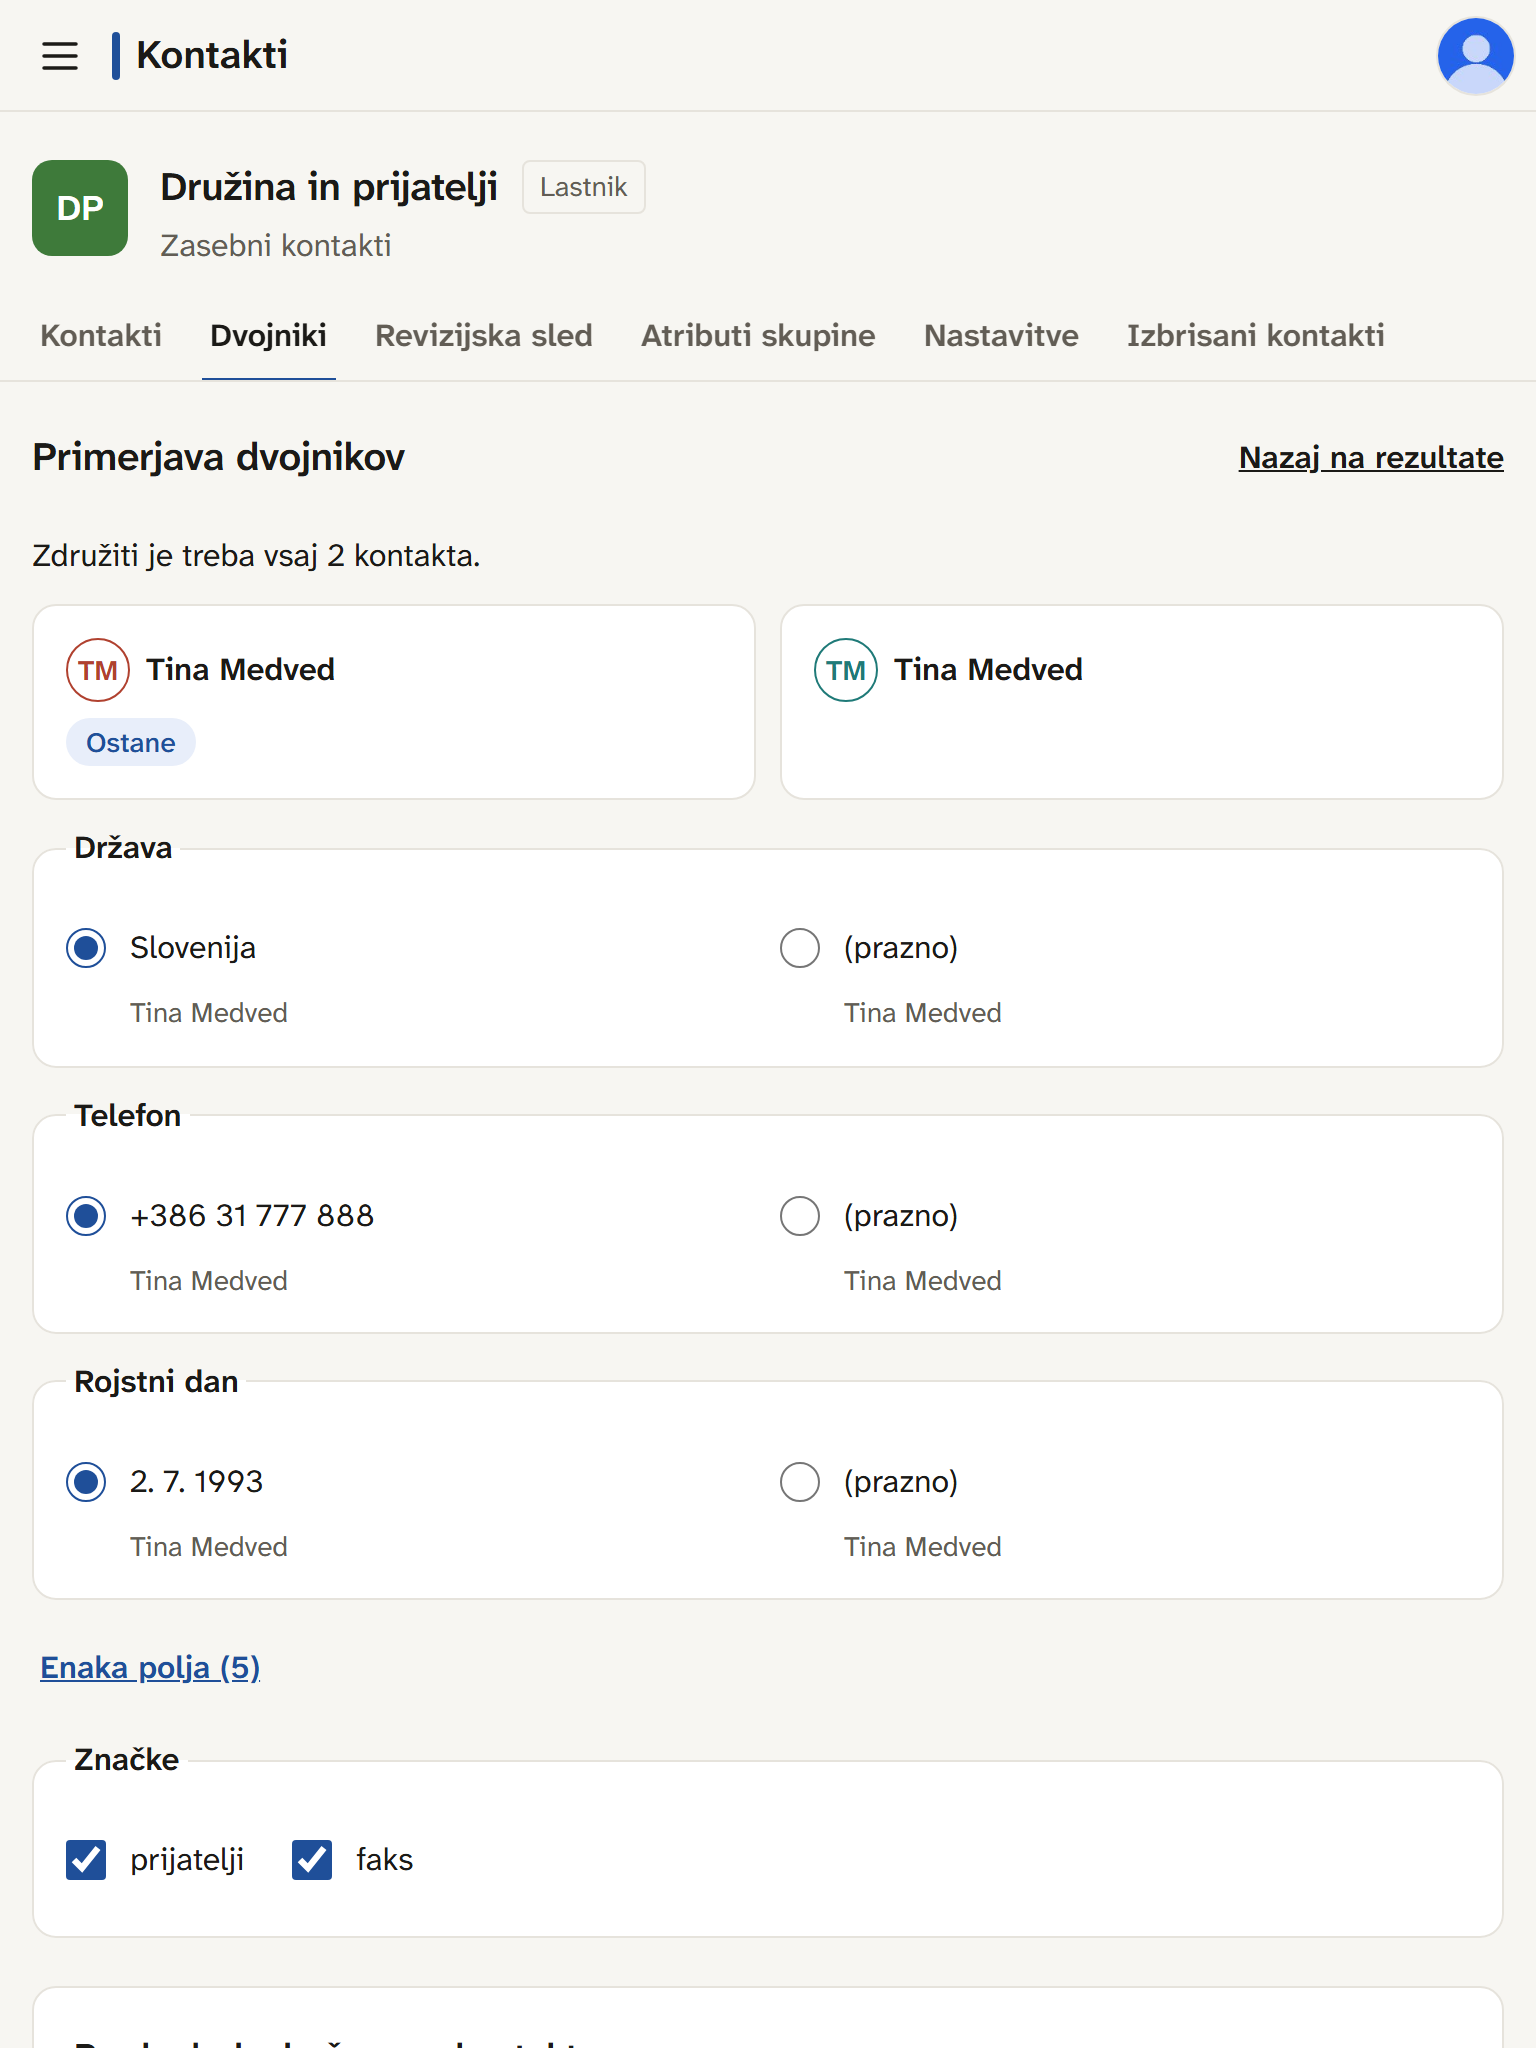 Kontakti
DP
Družina in prijatelji
Lastnik
Zasebni kontakti
Kontakti
Dvojniki
Revizijska sled
Atributi skupine
Nastavitve
Izbrisani kontakti
Primerjava dvojnikov
Nazaj na rezultate
Združiti je treba vsaj 2 kontakta.
TM
Tina Medved
Ostane
TM
Tina Medved
Država
Slovenija
Tina Medved
(prazno)
Tina Medved
Telefon
+386 31 777 888
Tina Medved
(prazno)
Tina Medved
Rojstni dan
2. 7. 1993
Tina Medved
(prazno)
Tina Medved
Enaka polja (5)
Značke
prijatelji
faks